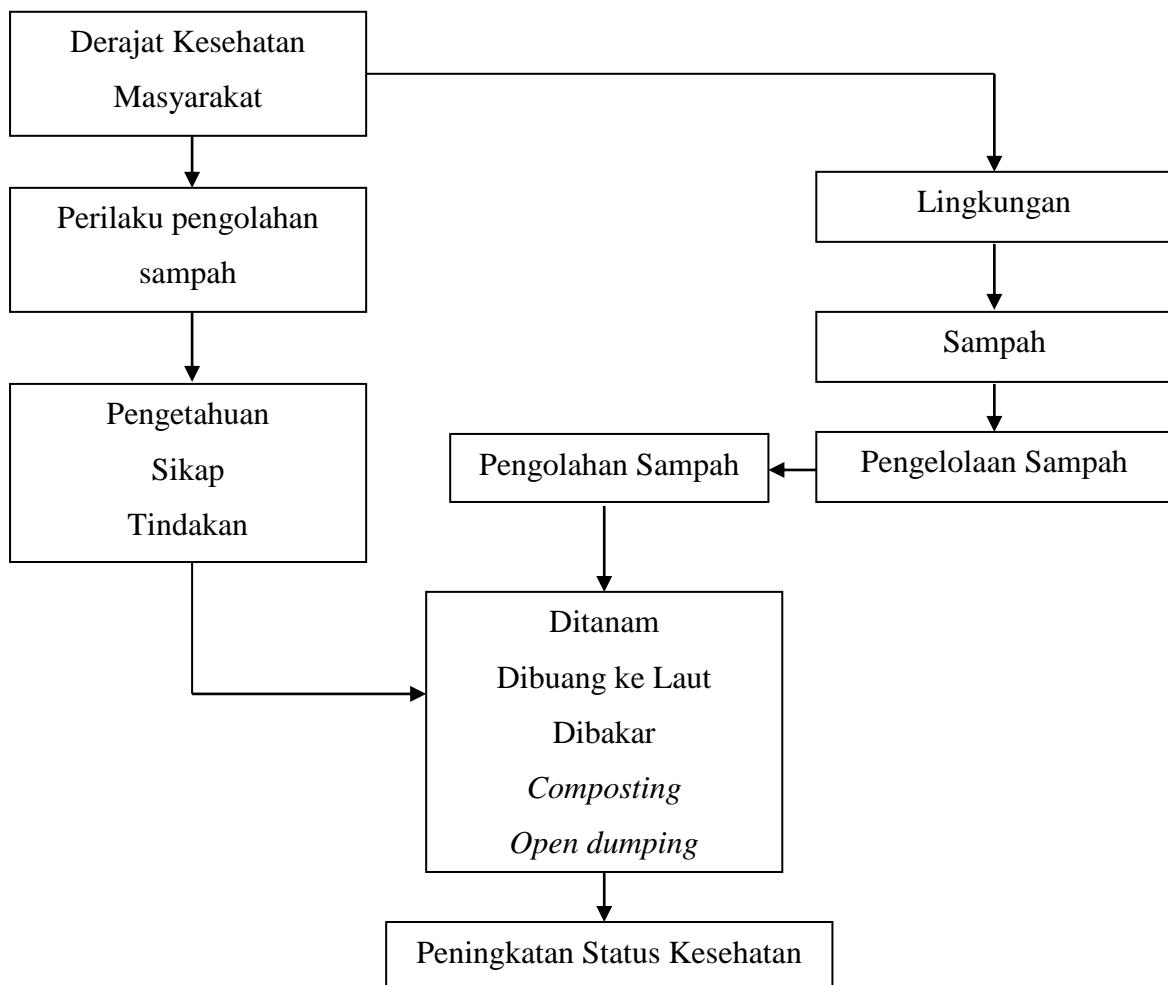 Derajat Kesehatan
Masyarakat
Perilaku pengolahan
sampah
Lingkungan
Sampah
Pengetahuan
Sikap
Tindakan
Pengolahan Sampah
Pengelolaan Sampah
Ditanam
Dibuang ke Laut
Dibakar
Composting
Open dumping
Peningkatan Status Kesehatan